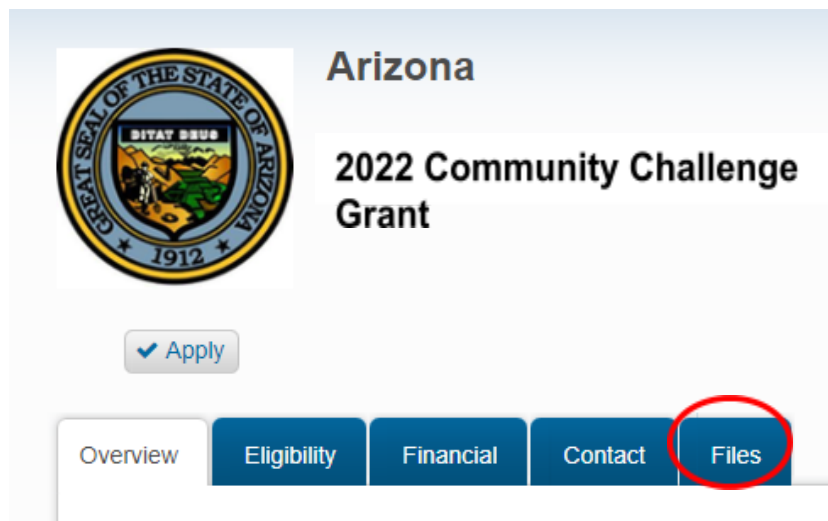 Arizona
GREAT SEAL OF THE STATE OF ARIZONA
DITAT DEUS
1912
2022 Community Challenge
Grant
Apply
Overview
Eligibility
Financial
Contact
Files